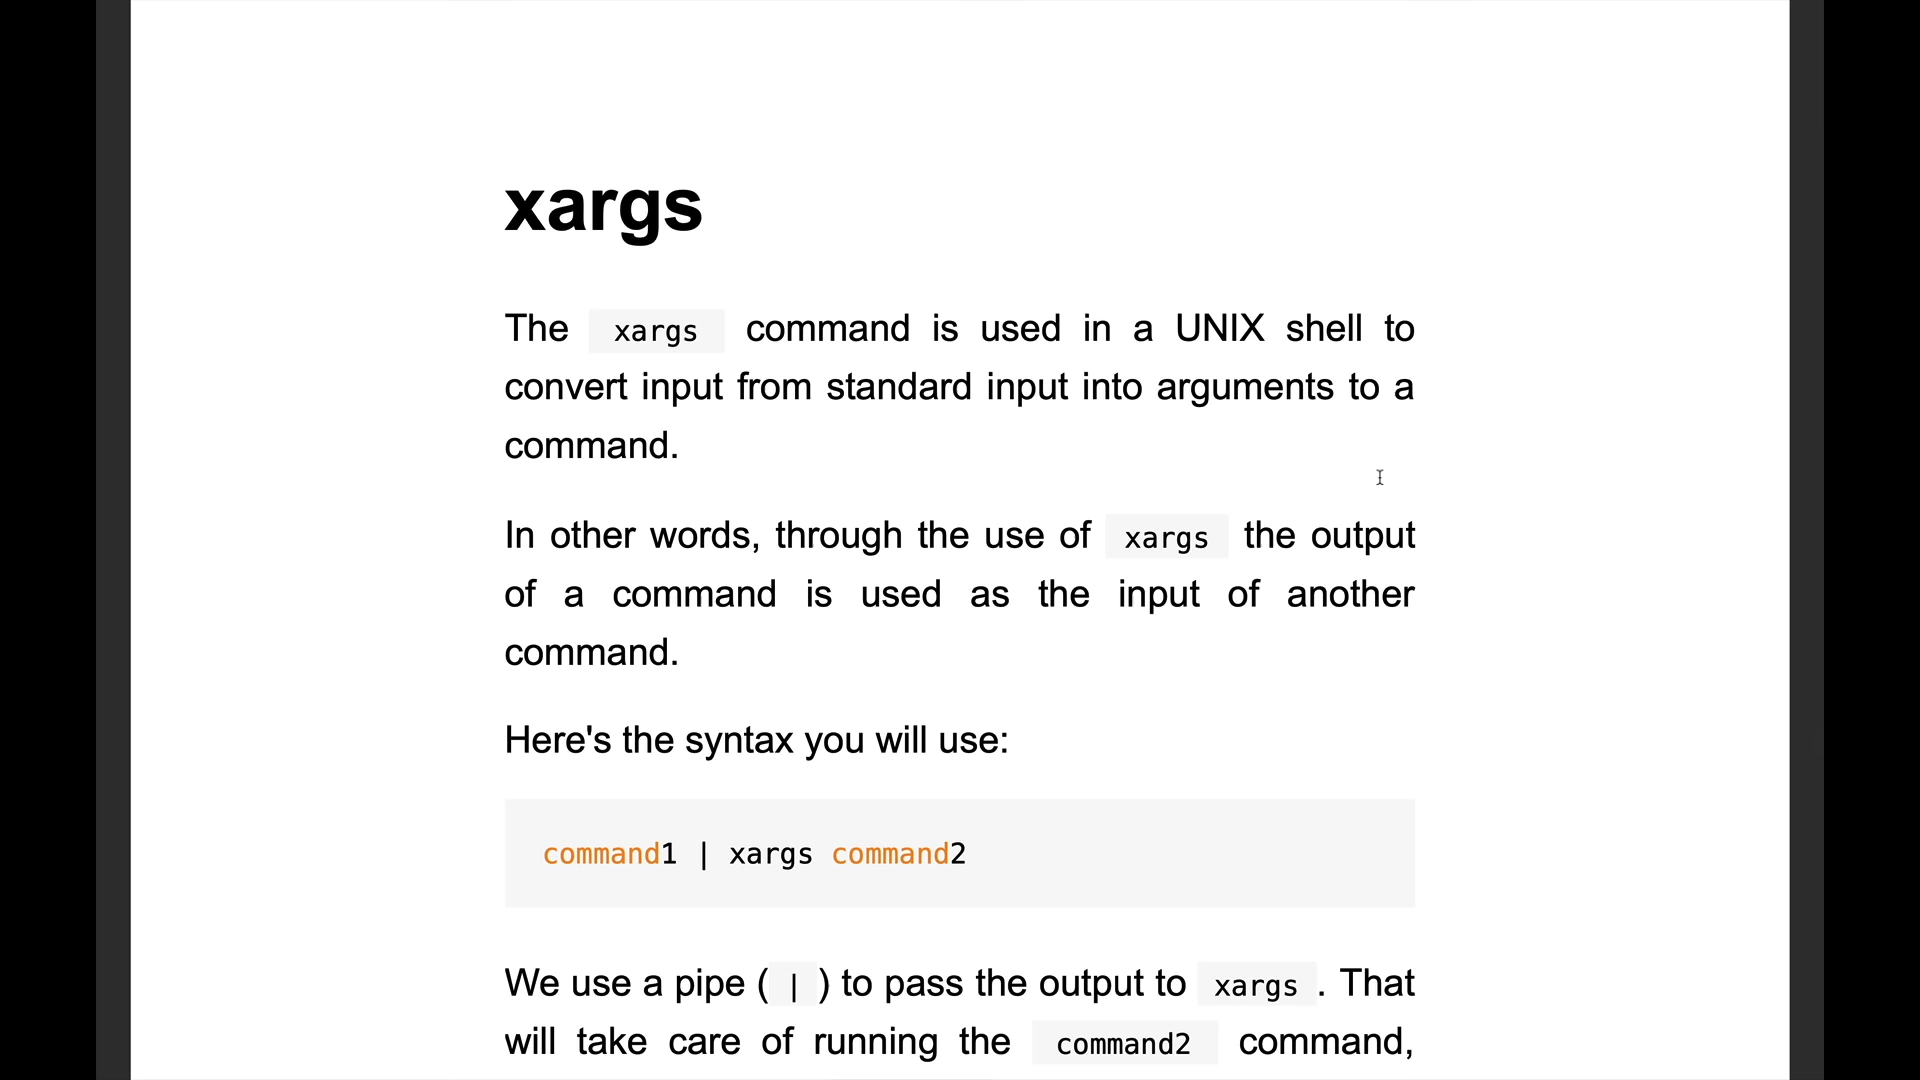 xargs
The xargs command is used in a UNIX shell to
convert input from standard input into arguments to a
command.
In other words, through the use of xargs the output
of a command is used as the input of another
command.
Here's the syntax you will use:
command1 | xargs command2
We use a pipe ( | ) to pass the output to xargs . That
will take care of running the command2 command,